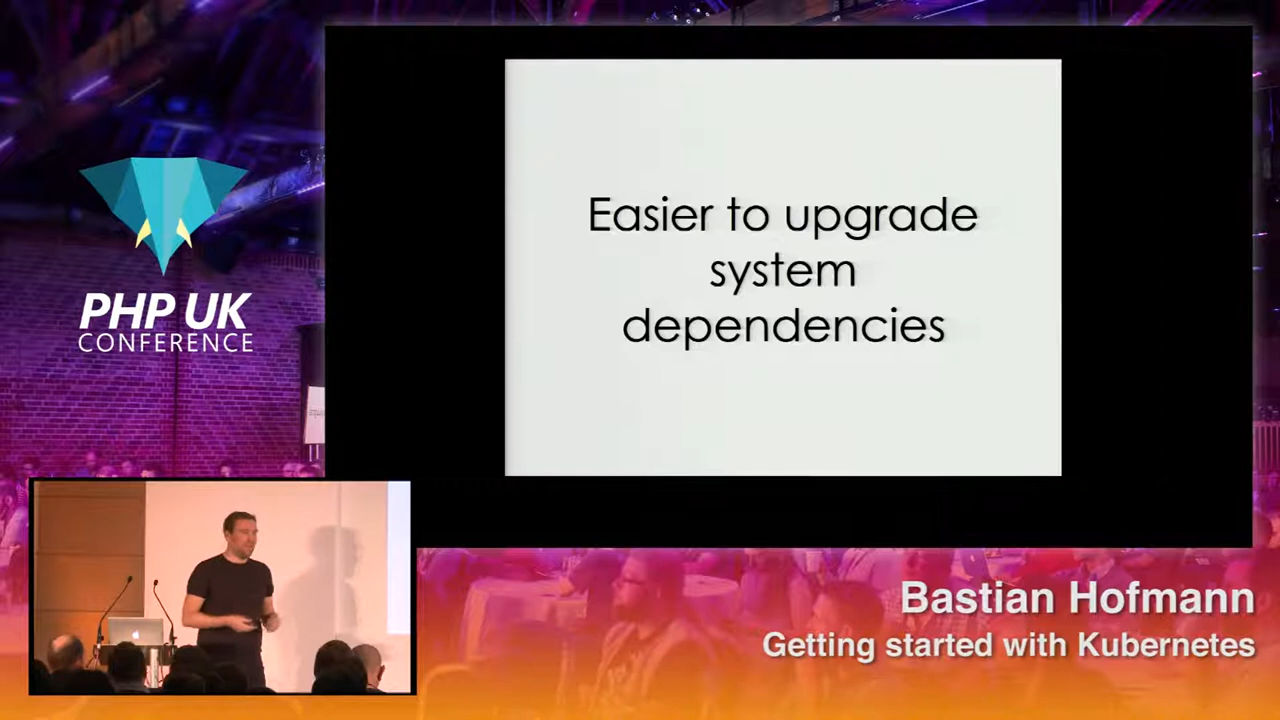 PHP UK
CONFERENCE
Easier to upgrade
system
dependencies
Bastian Hofmann
Getting started with Kubernetes